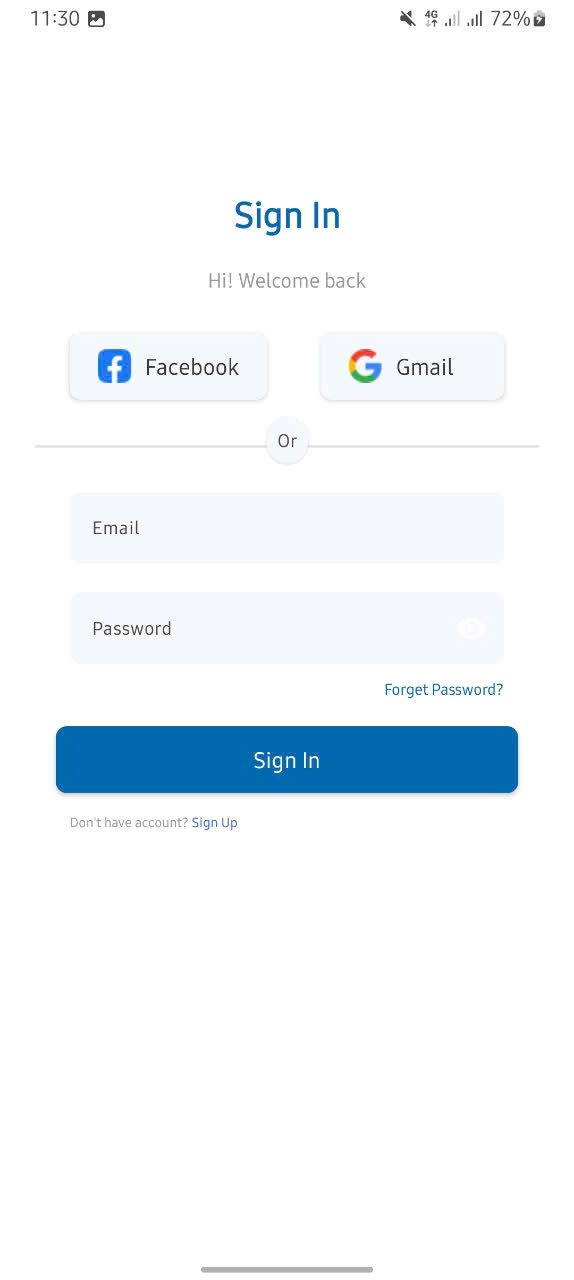 11:30 4G 72%
Sign In
Hi! Welcome back
Facebook Gmail
Or
Email
Password
Forget Password?
Sign In
Don't have account? Sign Up